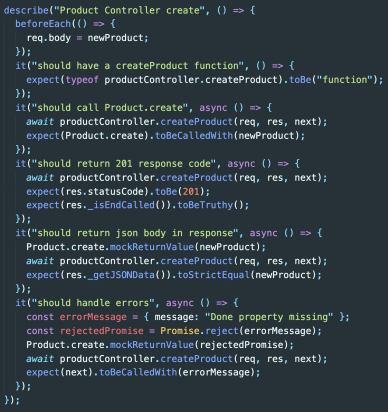 describe("Product Controller create", () => {
  beforeEach(() => {
    req.body = newProduct;
  });
  it("should have a createProduct function", () => {
    expect(typeof productController.createProduct).toBe("function");
  });
  it("should call Product.create", async () => {
    await productController.createProduct(req, res, next);
    expect(Product.create).toBeCalledWith(newProduct);
  });
  it("should return 201 response code", async () => {
    await productController.createProduct(req, res, next);
    expect(res.statusCode).toBe(201);
    expect(res._isEndCalled()).toBeTruthy();
  });
  it("should return json body in response", async () => {
    Product.create.mockReturnValue(newProduct);
    await productController.createProduct(req, res, next);
    expect(res._getJSONData()).toStrictEqual(newProduct);
  });
  it("should handle errors", async () => {
    const errorMessage = { message: "Done property missing" };
    const rejectedPromise = Promise.reject(errorMessage);
    Product.create.mockReturnValue(rejectedPromise);
    await productController.createProduct(req, res, next);
    expect(next).toBeCalledWith(errorMessage);
  });
});